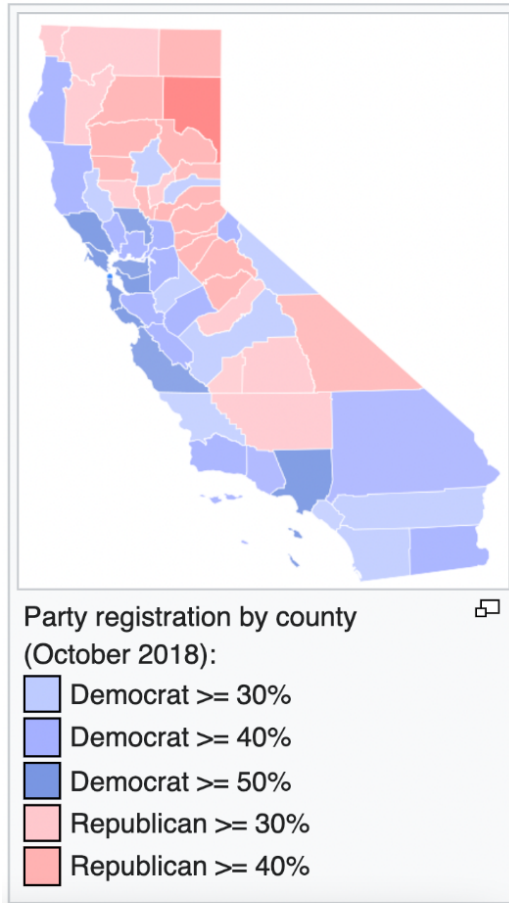 Party registration by county
(October 2018):
Democrat >= 30%
Democrat >= 40%
Democrat >= 50%
Republican >= 30%
Republican >= 40%